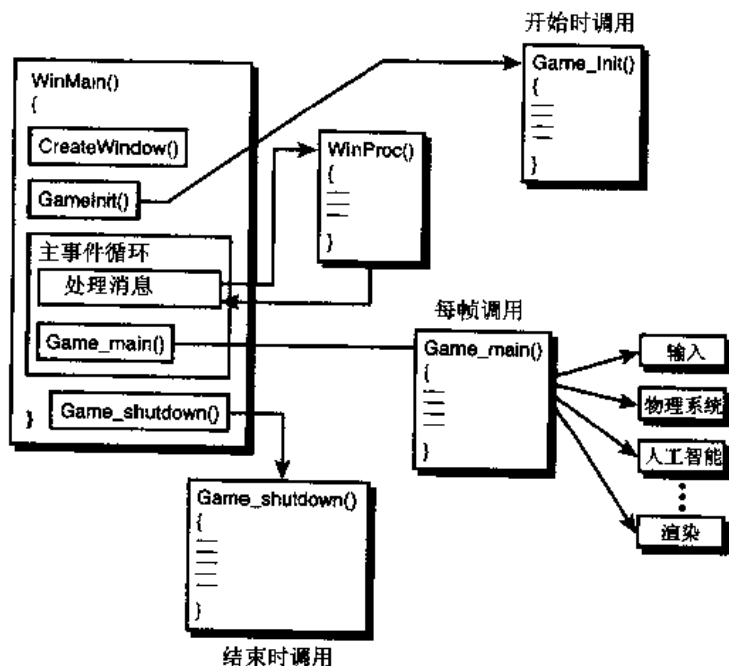 WinMain()
{
CreateWindow()
GameInit()
主事件循环
处理消息
Game_main()
Game_shutdown()
}
WinProc()
{
}
开始时调用
Game_Init()
{
}
每帧调用
Game_main()
{
}
输入
物理系统
人工智能
渲染
Game_shutdown()
{
}
结束时调用